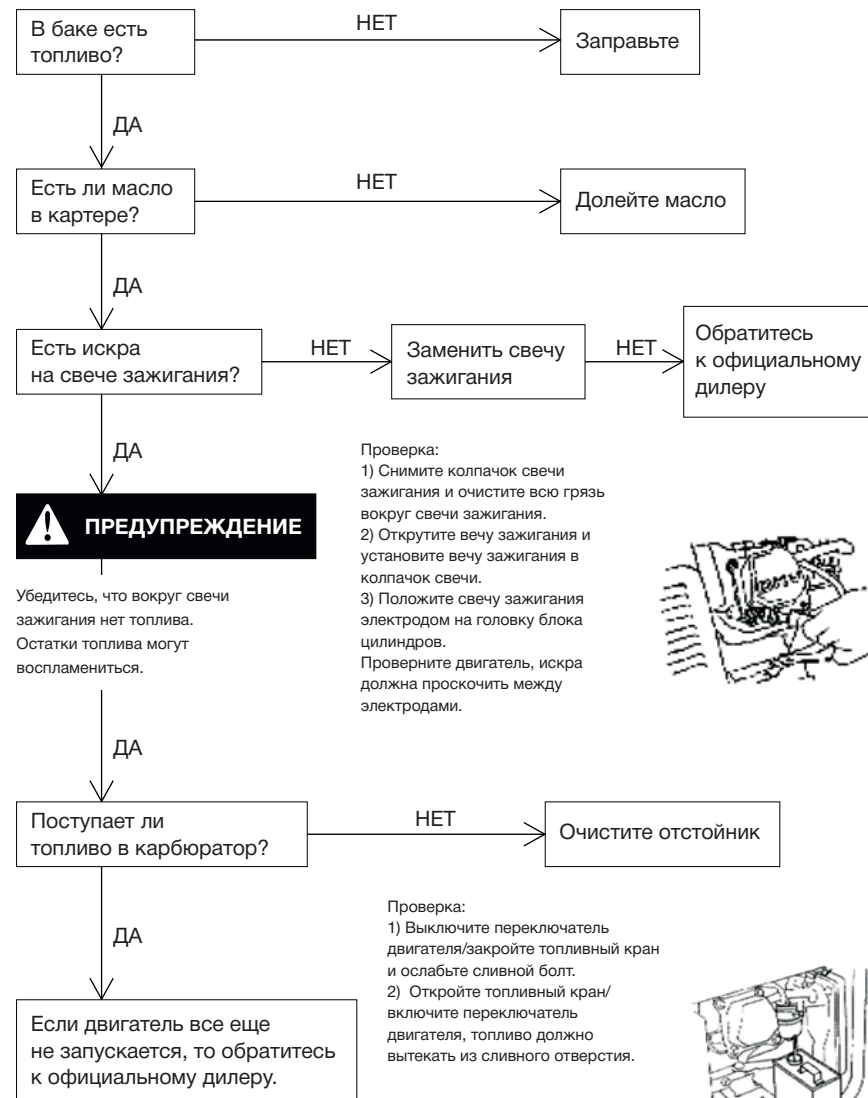 В баке есть
топливо?
НЕТ
Заправьте
ДА
Есть ли масло
в картере?
НЕТ
Долейте масло
ДА
Есть искра
на свече зажигания?
НЕТ
Заменить свечу
зажигания
НЕТ
Обратитесь
к официальному
дилеру
ДА
ПРЕДУПРЕЖДЕНИЕ
Убедитесь, что вокруг свечи
зажигания нет топлива.
Остатки топлива могут
воспламениться.
Проверка:
1) Снимите колпачок свечи
зажигания и очистите всю грязь
вокруг свечи зажигания.
2) Открутите вечу зажигания и
установите вечу зажигания в
колпачок свечи.
3) Положите свечу зажигания
электродом на головку блока
цилиндров.
Проверните двигатель, искра
должна проскочить между
электродами.
ДА
Поступает ли
топливо в карбюратор?
НЕТ
Очистите отстойник
ДА
Проверка:
1) Выключите переключатель
двигателя/закройте топливный кран
и ослабьте сливной болт.
2) Откройте топливный кран/
включите переключатель
двигателя, топливо должно
вытекать из сливного отверстия.
Если двигатель все еще
не запускается, то обратитесь
к официальному дилеру.